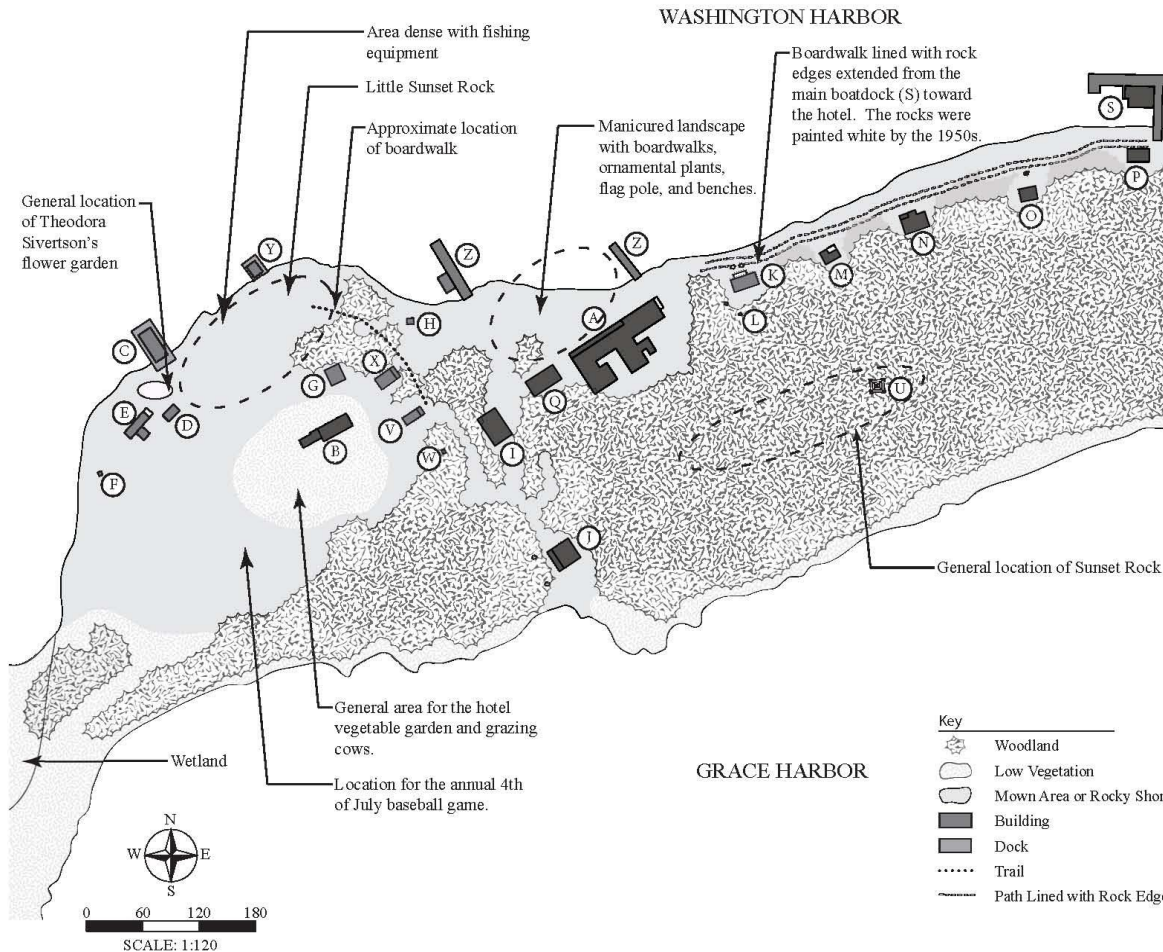 WASHINGTON HARBOR
Area dense with fishing
equipment
Little Sunset Rock
Approximate location
of boardwalk
Manicured landscape
with boardwalks,
ornamental plants,
flag pole, and benches.
Boardwalk lined with rock
edges extended from the
main boatdock (S) toward
the hotel. The rocks were
painted white by the 1950s.
General location
of Theodora
Sivertson's
flower garden
S
P
O
N
M
K
L
Y
Z
Z
C
H
A
G
X
Q
U
E
D
V
B
I
W
F
J
General location of Sunset Rock
General area for the hotel
vegetable garden and grazing
cows.
Wetland
Location for the annual 4th
of July baseball game.
GRACE HARBOR
Key
Woodland
Low Vegetation
Mown Area or Rocky Shor
Building
Dock
Trail
Path Lined with Rock Edge
N
W E
S
0 60 120 180
SCALE: 1:120